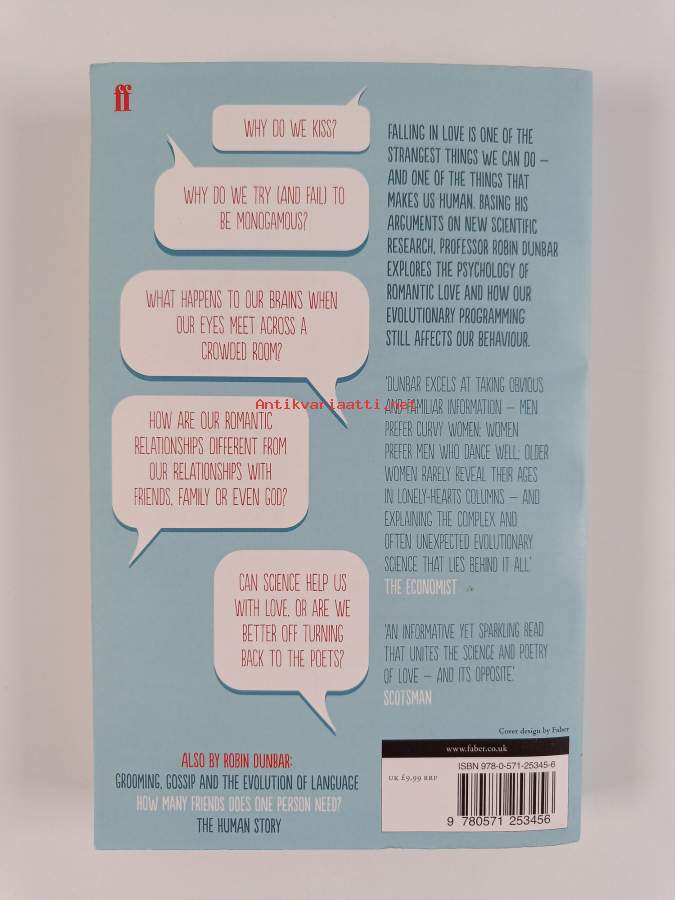 ff
WHY DO WE KISS?
WHY DO WE TRY (AND FAIL) TO
BE MONOGAMOUS?
WHAT HAPPENS TO OUR BRAINS WHEN
OUR EYES MEET ACROSS A
CROWDED ROOM?
HOW ARE OUR ROMANTIC
RELATIONSHIPS DIFFERENT FROM
OUR RELATIONSHIPS WITH
FRIENDS, FAMILY OR EVEN GOD?
CAN SCIENCE HELP US
WITH LOVE, OR ARE WE
BETTER OFF TURNING
BACK TO THE POETS?
ALSO BY ROBIN DUNBAR:
GROOMING, GOSSIP AND THE EVOLUTION OF LANGUAGE
HOW MANY FRIENDS DOES ONE PERSON NEED?
THE HUMAN STORY
FALLING IN LOVE IS ONE OF THE
STRANGEST THINGS WE CAN DO –
AND ONE OF THE THINGS THAT
MAKES US HUMAN. BASING HIS
ARGUMENTS ON NEW SCIENTIFIC
RESEARCH, PROFESSOR ROBIN DUNBAR
EXPLORES THE PSYCHOLOGY OF
ROMANTIC LOVE AND HOW OUR
EVOLUTIONARY PROGRAMMING
STILL AFFECTS OUR BEHAVIOUR.
'DUNBAR EXCELS AT TAKING OBVIOUS
AND FAMILIAR INFORMATION – MEN
PREFER CURVY WOMEN; WOMEN
PREFER MEN WHO DANCE WELL; OLDER
WOMEN RARELY REVEAL THEIR AGES
IN LONELY-HEARTS COLUMNS – AND
EXPLAINING THE COMPLEX AND
OFTEN UNEXPECTED EVOLUTIONARY
SCIENCE THAT LIES BEHIND IT ALL.'
THE ECONOMIST
'AN INFORMATIVE YET SPARKLING READ
THAT UNITES THE SCIENCE AND POETRY
OF LOVE – AND ITS OPPOSITE.'
SCOTSMAN
Cover design by Faber
www.faber.co.uk
UK £9.99 RRP
ISBN 978-0-571-25345-6
9 780571 253456
Antikvariaatti.net